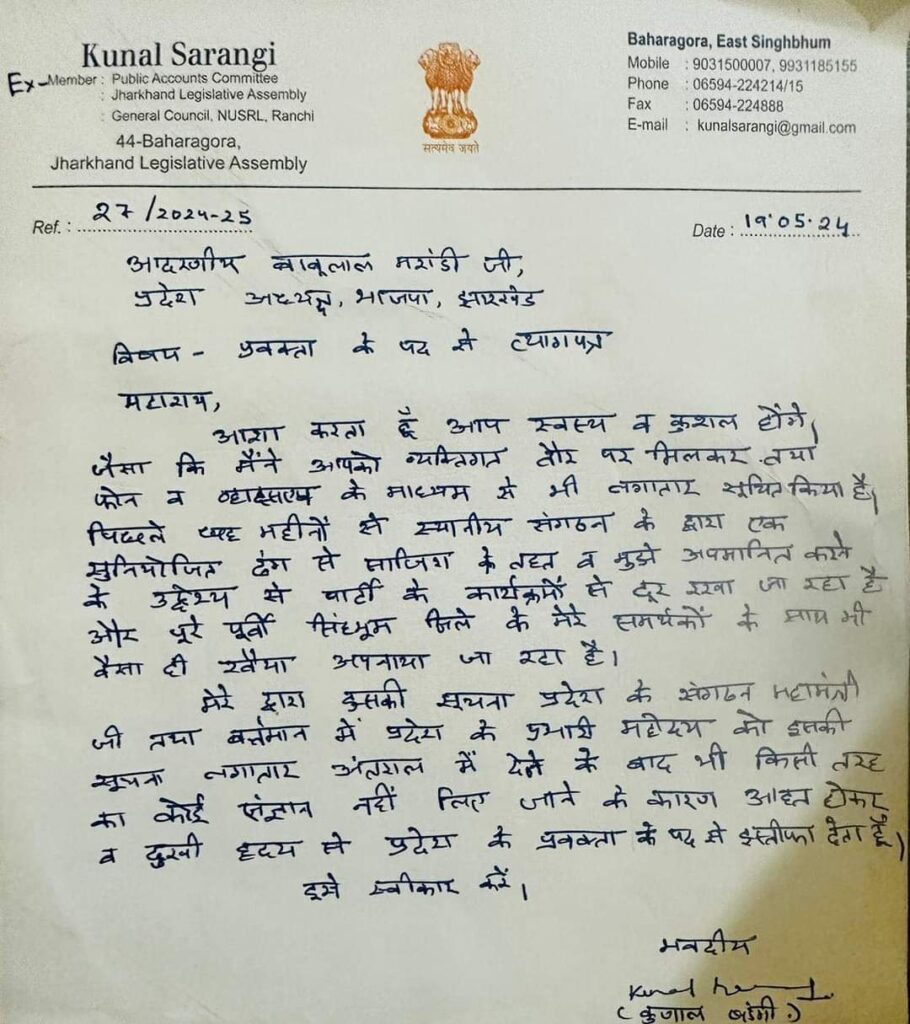 Kunal Sarangi
Ex-Member : Public Accounts Committee
: Jharkhand Legislative Assembly
: General Council, NUSRL, Ranchi
44-Baharagora,
Jharkhand Legislative Assembly
सत्यमेव जयते
Baharagora, East Singhbhum
Mobile : 9031500007, 9931185155
Phone : 06594-224214/15
Fax : 06594-224888
E-mail : kunalsarangi@gmail.com
Ref. : 27/2024-25
Date : 19.05.24
आदरणीय बाबूलाल मरांडी जी,
प्रदेश अध्यक्ष, भाजपा, झारखंड
विषय - प्रवक्ता के पद से त्यागपत्र
महाशय,
आशा करता हूँ आप स्वस्थ व कुशल होंगे।
जैसा कि मैंने आपको व्यक्तिगत तौर पर मिलकर तथा
फोन व व्हाट्सएप के माध्यम से भी लगातार सूचित किया है।
पिछले छह महीनों से स्थानीय संगठन के द्वारा एक
सुनियोजित ढंग से साजिश के तहत व मुझे अपमानित करने
के उद्देश्य से पार्टी के कार्यक्रमों से दूर रखा जा रहा है
और पूरे पूर्वी सिंहभूम जिले के मेरे समर्थकों के साथ भी
वैसा ही रवैया अपनाया जा रहा है।
मेरे द्वारा इसकी सूचना प्रदेश के संगठन महामंत्री
जी तथा वर्त्तमान में प्रदेश के प्रभारी महोदय को इसकी
सूचना लगातार अंतराल में देने के बाद भी किसी तरह
का कोई संज्ञान नहीं लिए जाने के कारण आहत होकर
व दुखी हृदय से प्रदेश के प्रवक्ता के पद से इस्तीफा देता हूँ।
इसे स्वीकार करें।
भवदीय
Kunal
(कुणाल षड़ंगी)